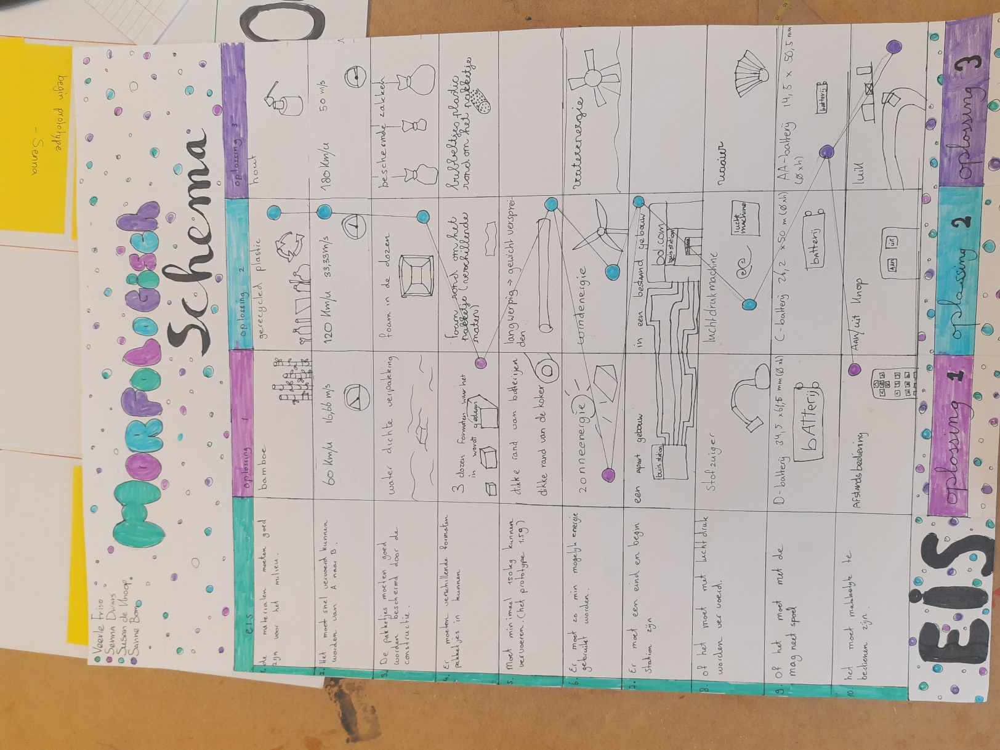 MORFOLOGISCH
Schema
Veerle Friso
Senna Dwars
Susan de Knoop
Sanne Bom
eis
oplossing 1
oplossing 2
oplossing 3
1. de materialen moeten goed
zijn voor het milieu.
bamboe
gerecycled plastic
hout
2. Het moet snel vervoerd kunnen
worden van A naar B.
60 km/u 16,66 m/s
120 km/u 33,33m/s
180 km/u 50 m/s
3. De pakketjes moeten goed
worden beschermd door de
constructie.
water dichte verpakking
foam in de dozen
beschermde zakken
4. Er moeten verschillende formaten
pakketjes in kunnen
3 dozen formaten waar het
in wordt gedaan
foam rond om het
pakketje (verschillende
maten)
bubbeltjes plastic
rond om het pakketje
5. Moet minimaal 150kg kunnen
vervoeren. (het prototype 1.5g)
dikke rand van batterijen
dikke rand van de koker
langwerpig → gewicht versprei-
den
6. Er moet zo min mogelijk energie
gebruikt worden.
zonneenergie
windenergie
waterenergie
7. Er moet een eind en begin
station zijn
een apart gebouw
buis station
in een bestaand gebouw
bol.com
buis station
8. of het moet met lucht druk
worden ver voerd.
Stofzuiger
luchtdrukmachine
lucht
machine
waaier
9. of het moet met de
mag neet spoel
D-batterij 34,5 x 61,5 mm (Ø xh)
bATTerij
C-batterij 26,2 x 50 m (Ø xh)
batterij
AA-batterij 14,5 x 50,5 mm
(Ø xh)
batterij
10. het moet makkelijk te
bedienen zijn.
Afstandsbediening
AAn/uit knop
AAN
uit
luik
EIS
oplossing 1
oplossing 2
oplossing 3
begin prototype
- Senna